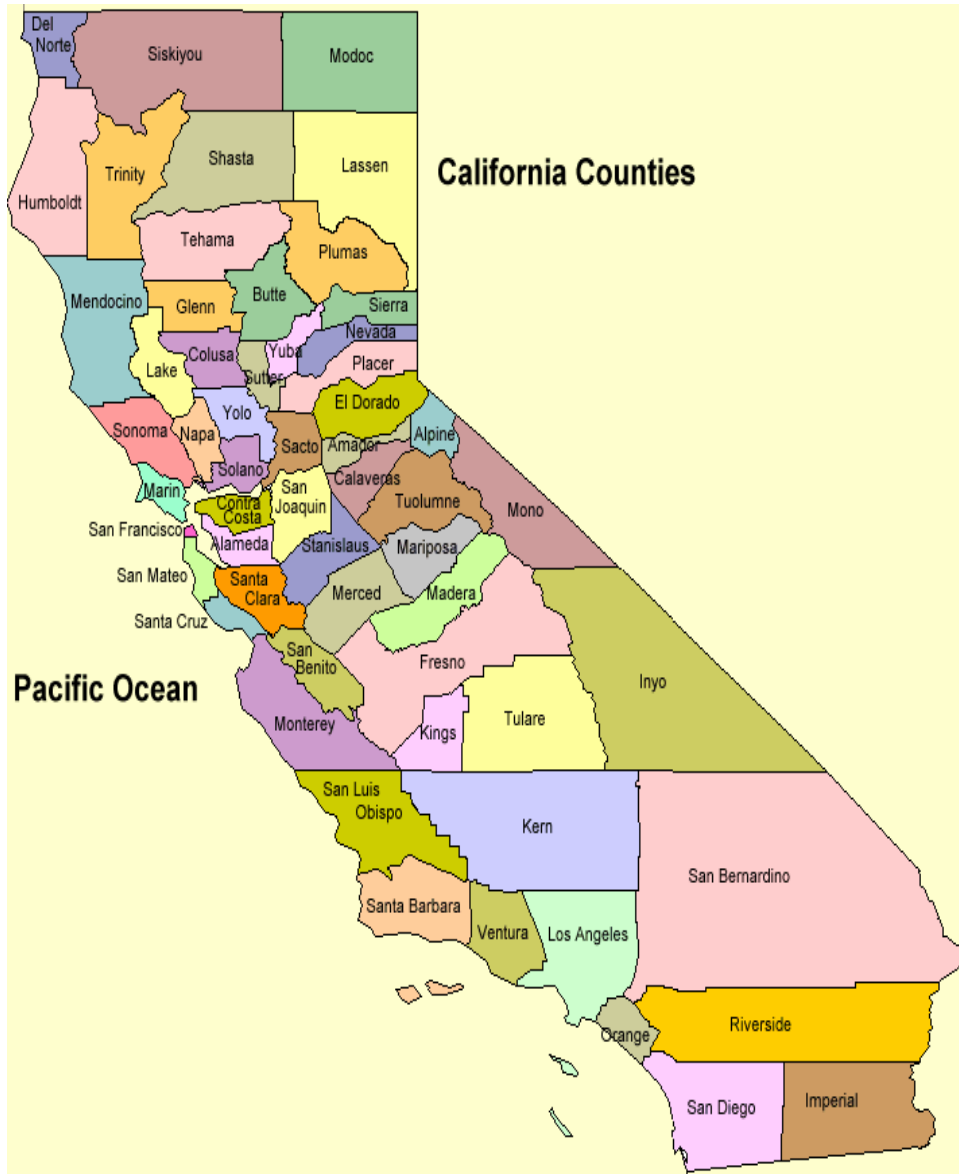 Del
Norte
Siskiyou
Modoc
Shasta
Lassen
California Counties
Trinity
Humboldt
Tehama
Plumas
Mendocino
Butte
Glenn
Sierra
Nevada
Yuba
Colusa
Placer
Lake
Sutter
El Dorado
Yolo
Sonoma
Napa
Sacto
Amador
Alpine
Solano
Calaveras
Marin
San
Joaquin
Tuolumne
Contra
Costa
Mono
San Francisco
Alameda
Stanislaus
Mariposa
San Mateo
Santa
Clara
Merced
Madera
Santa Cruz
San
Benito
Fresno
Pacific Ocean
Inyo
Monterey
Kings
Tulare
San Luis
Obispo
Kern
San Bernardino
Santa Barbara
Ventura
Los Angeles
Riverside
Orange
San Diego
Imperial